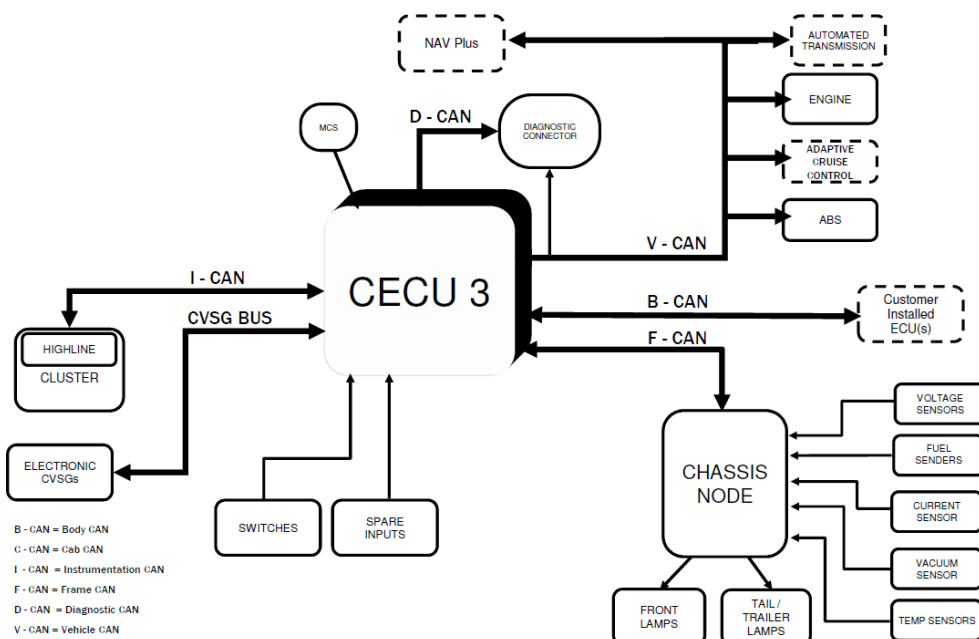 NAV Plus
AUTOMATED
TRANSMISSION
ENGINE
ADAPTIVE
CRUISE
CONTROL
ABS
MCS
D - CAN
DIAGNOSTIC
CONNECTOR
V - CAN
I - CAN
CECU 3
B - CAN
Customer
Installed
ECU(s)
CVSG BUS
F - CAN
HIGHLINE
CLUSTER
ELECTRONIC
CVSGs
SWITCHES
SPARE
INPUTS
CHASSIS
NODE
VOLTAGE
SENSORS
FUEL
SENDERS
CURRENT
SENSOR
VACUUM
SENSOR
TEMP SENSORS
FRONT
LAMPS
TAIL /
TRAILER
LAMPS
B - CAN = Body CAN
C - CAN = Cab CAN
I - CAN = Instrumentation CAN
F - CAN = Frame CAN
D - CAN = Diagnostic CAN
V - CAN = Vehicle CAN